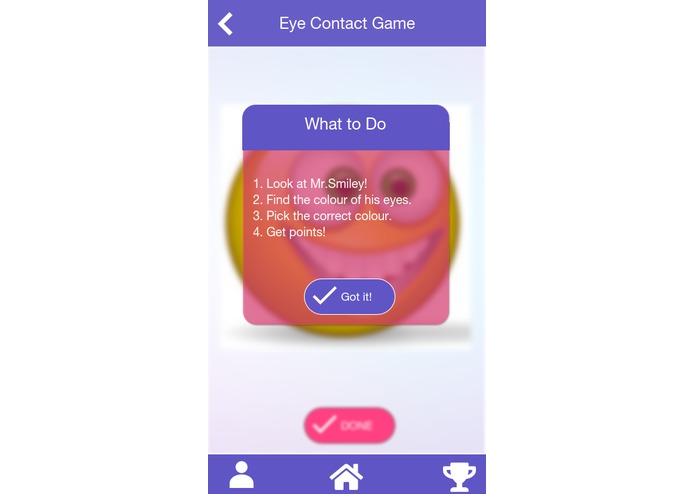 Eye Contact Game
What to Do
1. Look at Mr.Smiley!
2. Find the colour of his eyes.
3. Pick the correct colour.
4. Get points!
Got it!
DONE